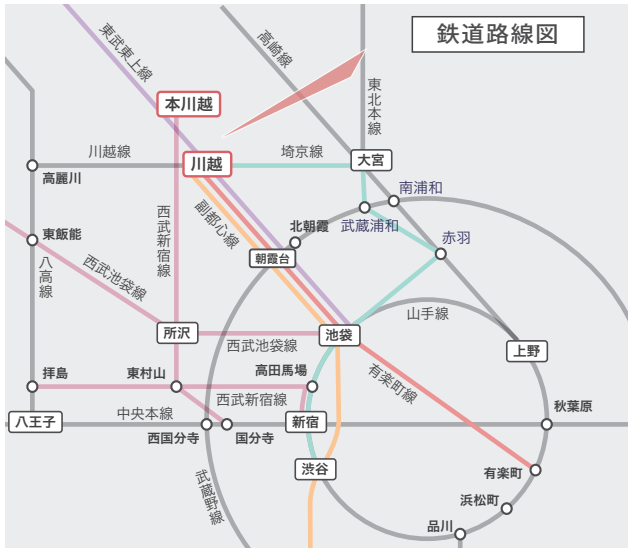 鉄道路線図
東武東上線
高崎線
東北本線
本川越
川越線
川越
埼京線
大宮
高麗川
南浦和
西武新宿線
副都心線
北朝霞
武蔵浦和
赤羽
東飯能
八高線
西武池袋線
朝霞台
山手線
所沢
西武池袋線
池袋
上野
有楽町線
拝島
東村山
高田馬場
西武新宿線
八王子
中央本線
新宿
秋葉原
西国分寺
国分寺
渋谷
有楽町
武蔵野線
浜松町
品川